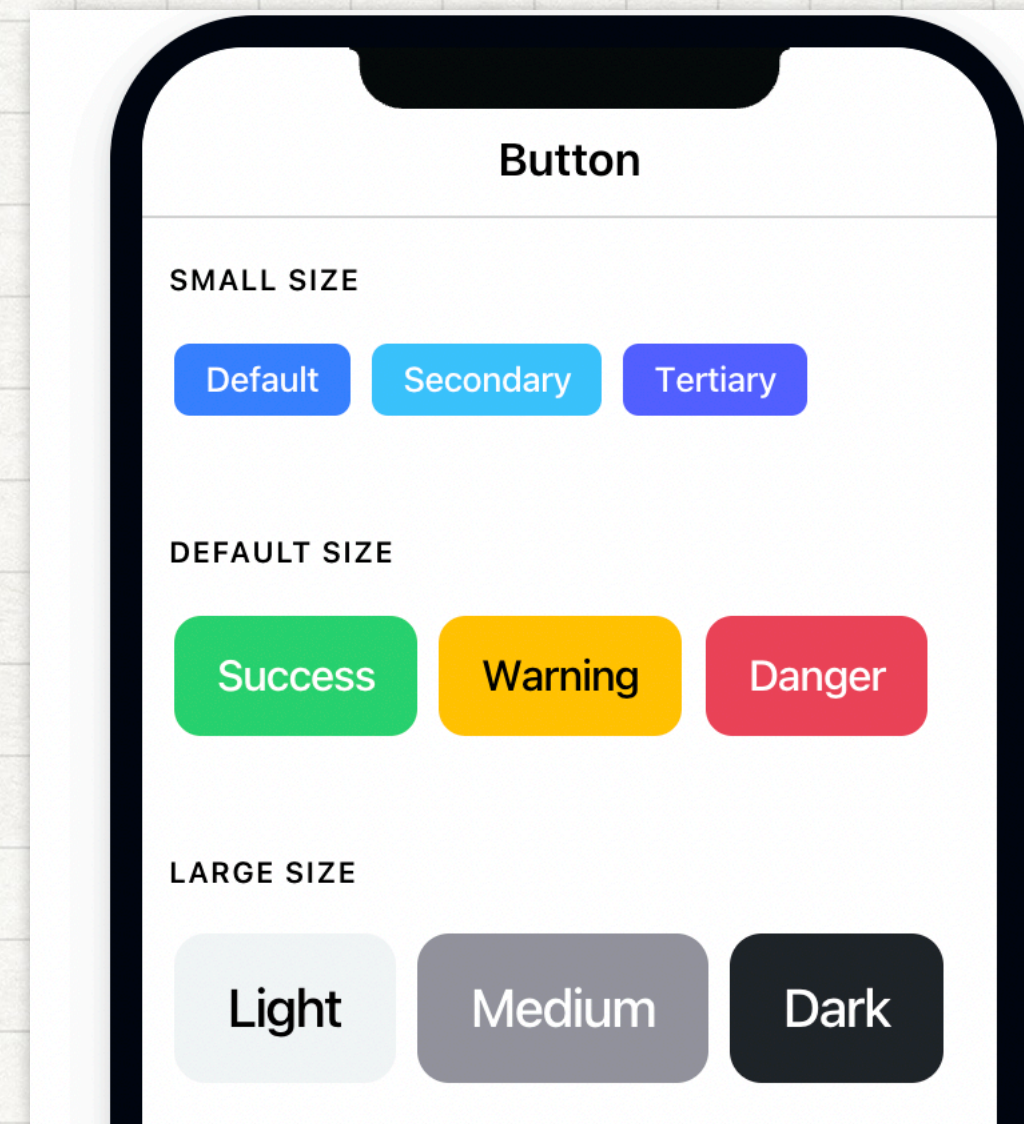 Button
SMALL SIZE
Default Secondary Tertiary
DEFAULT SIZE
Success Warning Danger
LARGE SIZE
Light Medium Dark